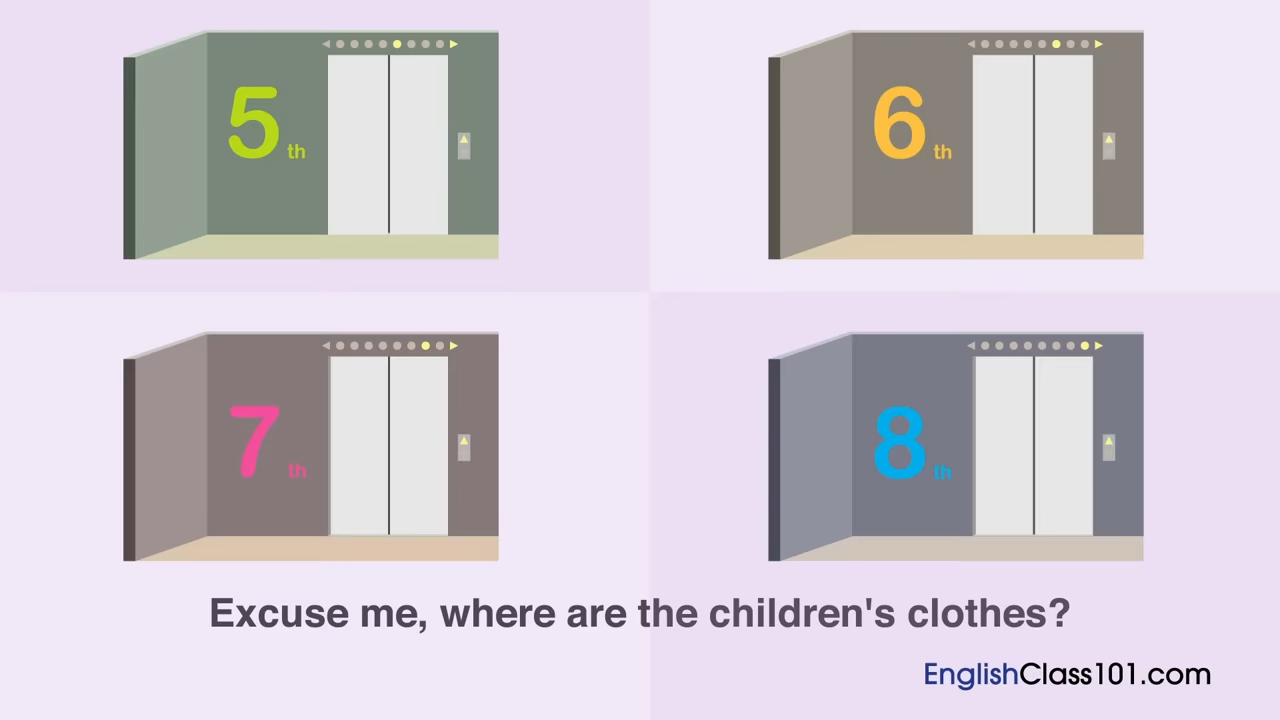 5th
6th
7th
8th
Excuse me, where are the children's clothes?
EnglishClass101.com